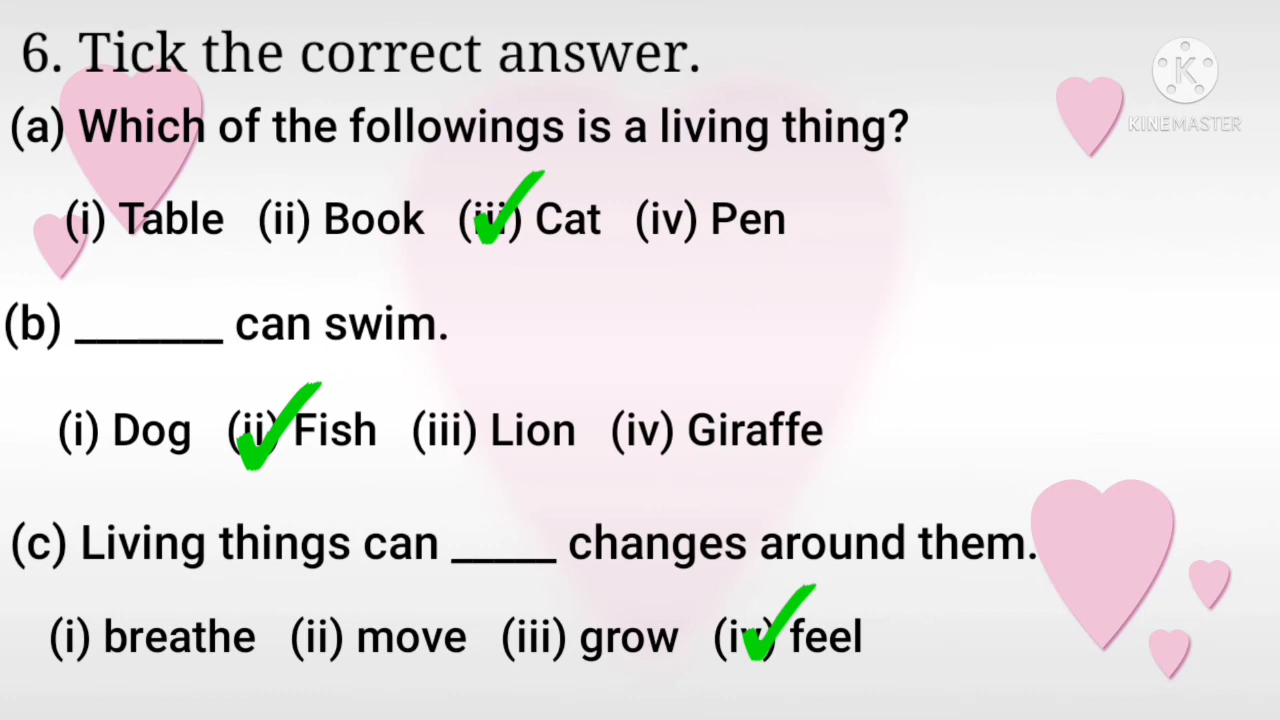 6. Tick the correct answer.
(a) Which of the followings is a living thing?
(i) Table (ii) Book (iii) Cat (iv) Pen
(b) _______ can swim.
(i) Dog (ii) Fish (iii) Lion (iv) Giraffe
(c) Living things can _____ changes around them.
(i) breathe (ii) move (iii) grow (iv) feel
K
KINEMASTER